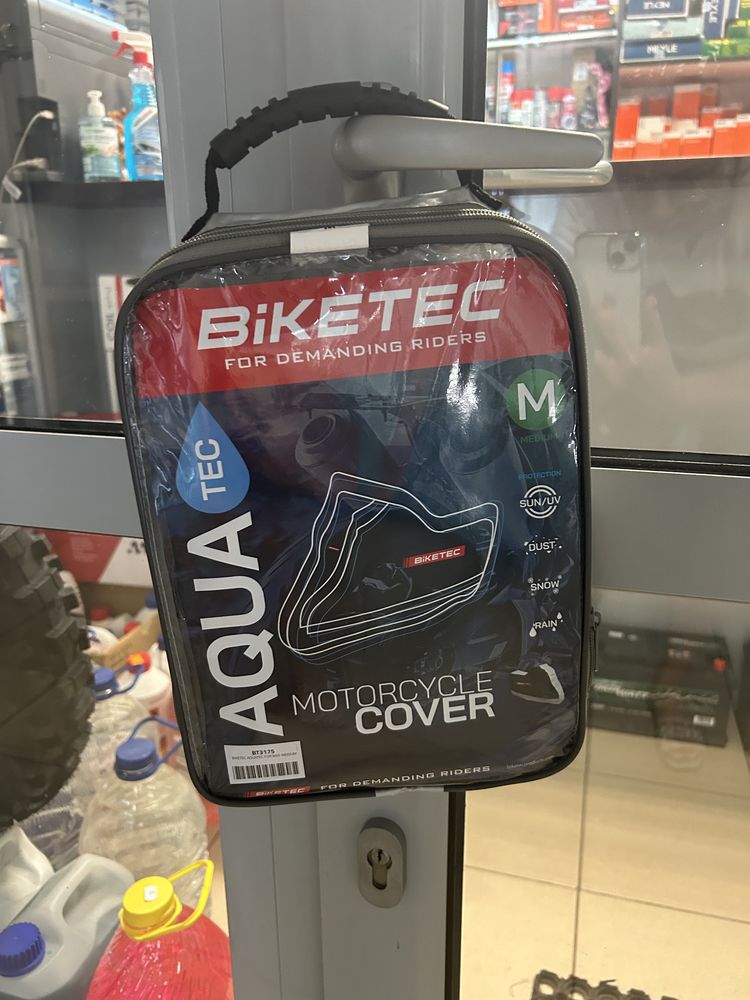 MEYLE
BiKETEC
FOR DEMANDING RIDERS
M
MEDIUM
AQUA
TEC
PROTECTION
SUN/UV
DUST
SNOW
RAIN
BiKETEC
MOTORCYCLE
COVER
BT3175
BiKETEC FOR DEMANDING RIDERS